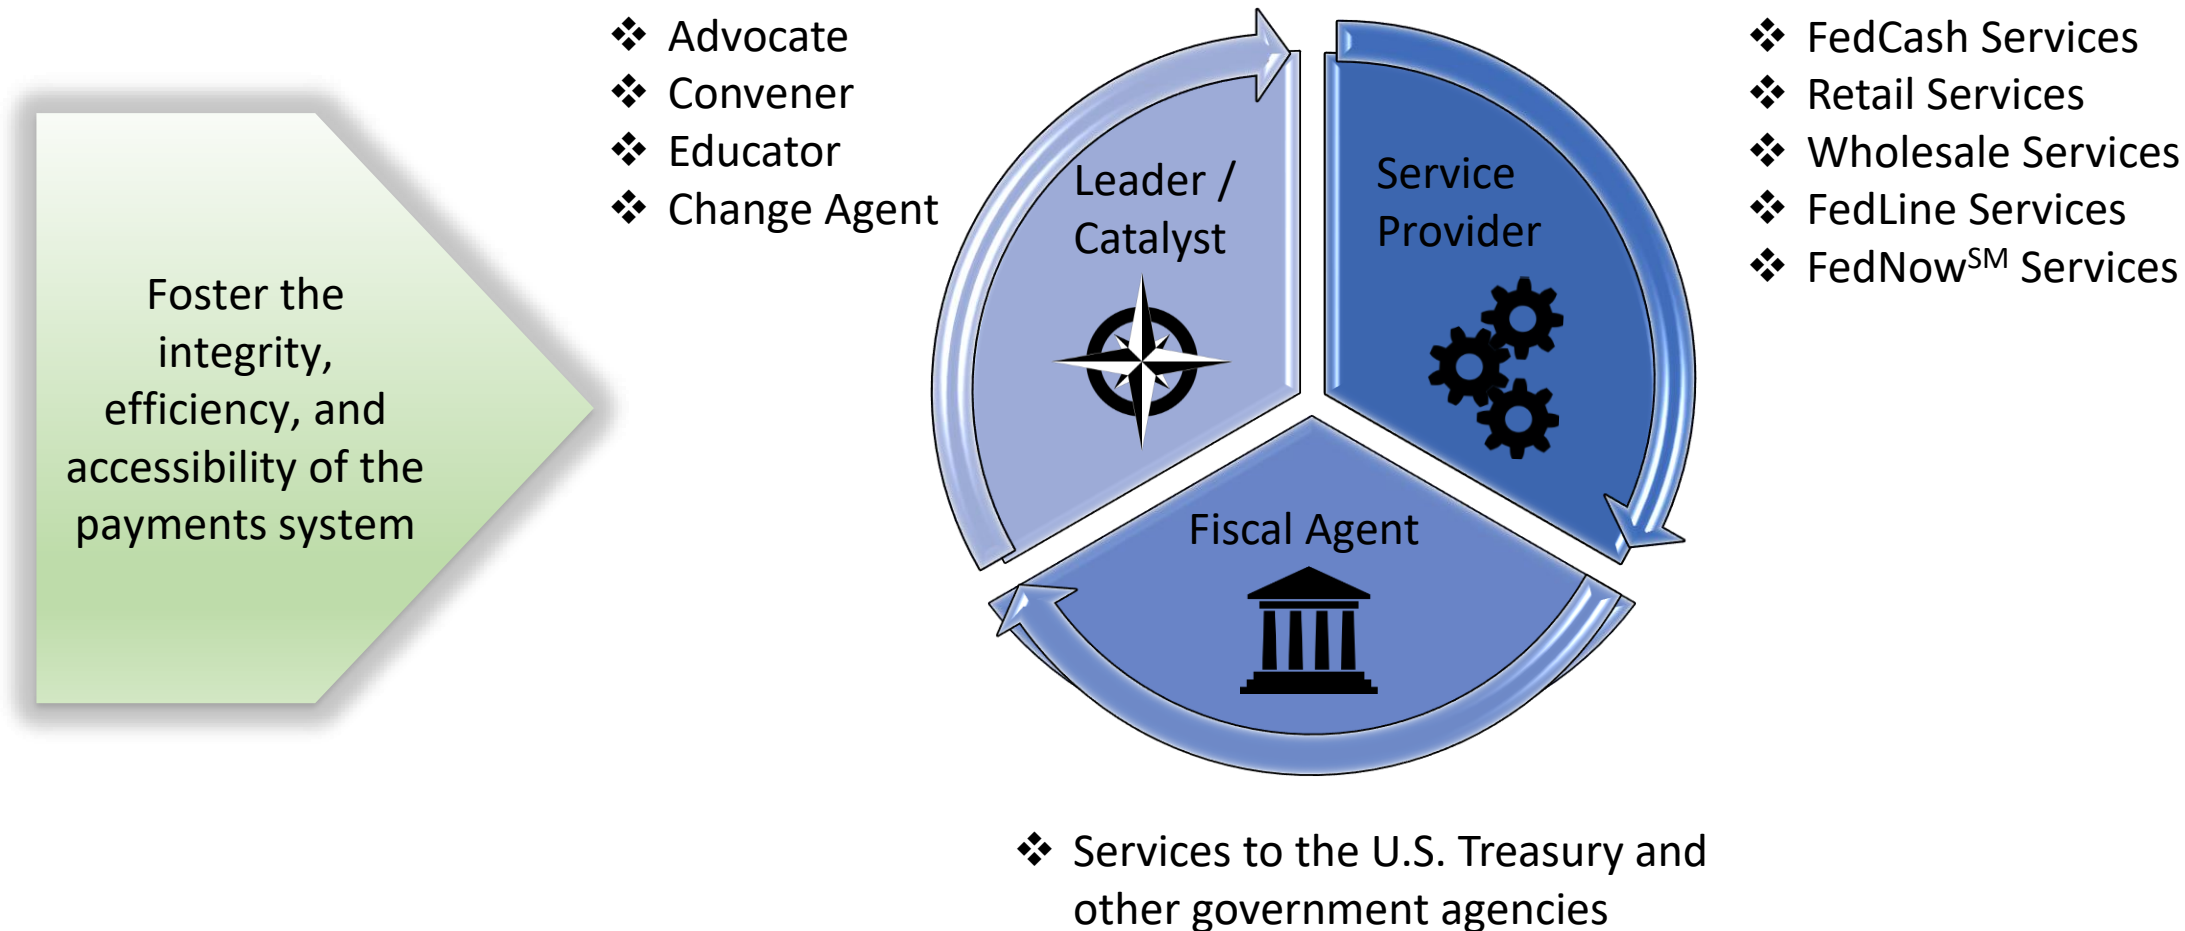 Foster the
integrity,
efficiency, and
accessibility of the
payments system
❖ Advocate
❖ Convener
❖ Educator
❖ Change Agent
Leader /
Catalyst
Service
Provider
Fiscal Agent
❖ FedCash Services
❖ Retail Services
❖ Wholesale Services
❖ FedLine Services
❖ FedNow℠ Services
❖ Services to the U.S. Treasury and
other government agencies